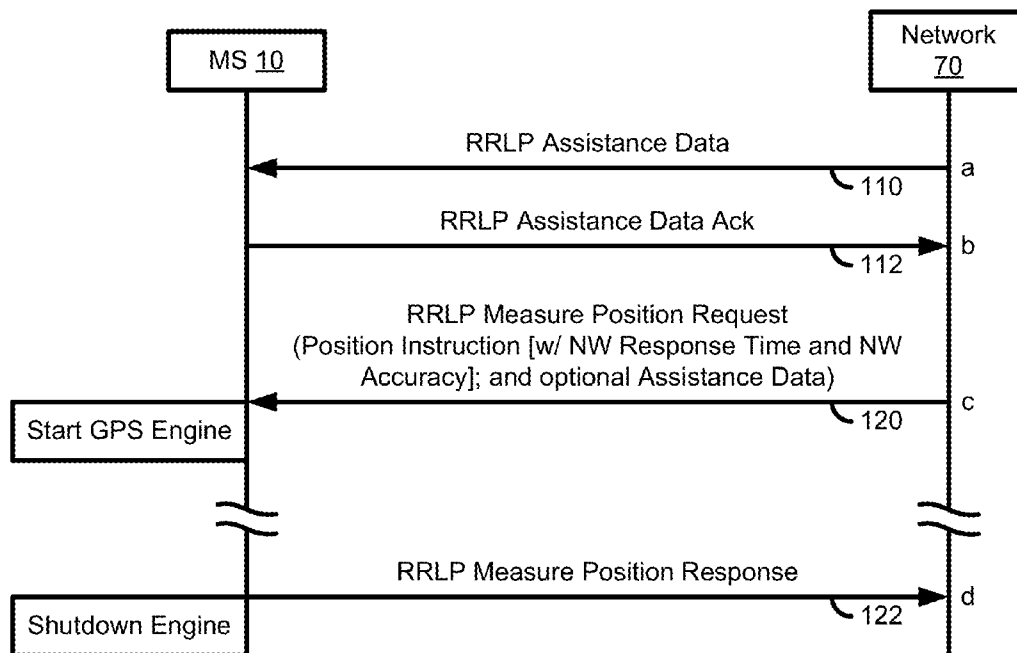 MS 10
Network
70
RRLP Assistance Data
a
110
RRLP Assistance Data Ack
b
112
RRLP Measure Position Request
(Position Instruction [w/ NW Response Time and NW
Accuracy]; and optional Assistance Data)
c
120
Start GPS Engine
RRLP Measure Position Response
d
122
Shutdown Engine